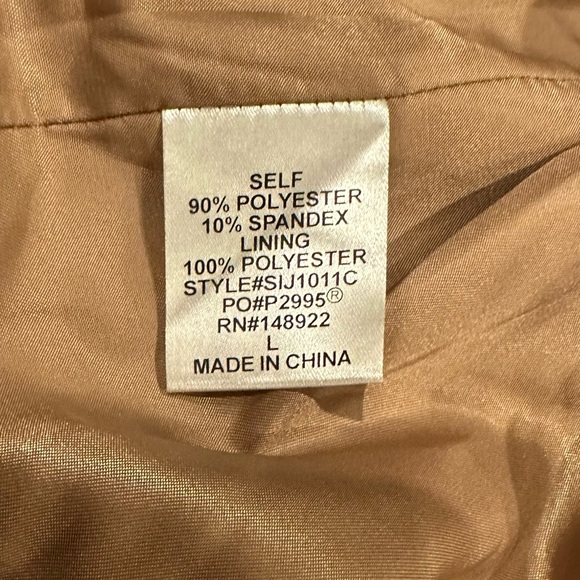 SELF
90% POLYESTER
10% SPANDEX
LINING
100% POLYESTER
STYLE#SIJ1011C
PO#P2995®
RN#148922
L
MADE IN CHINA